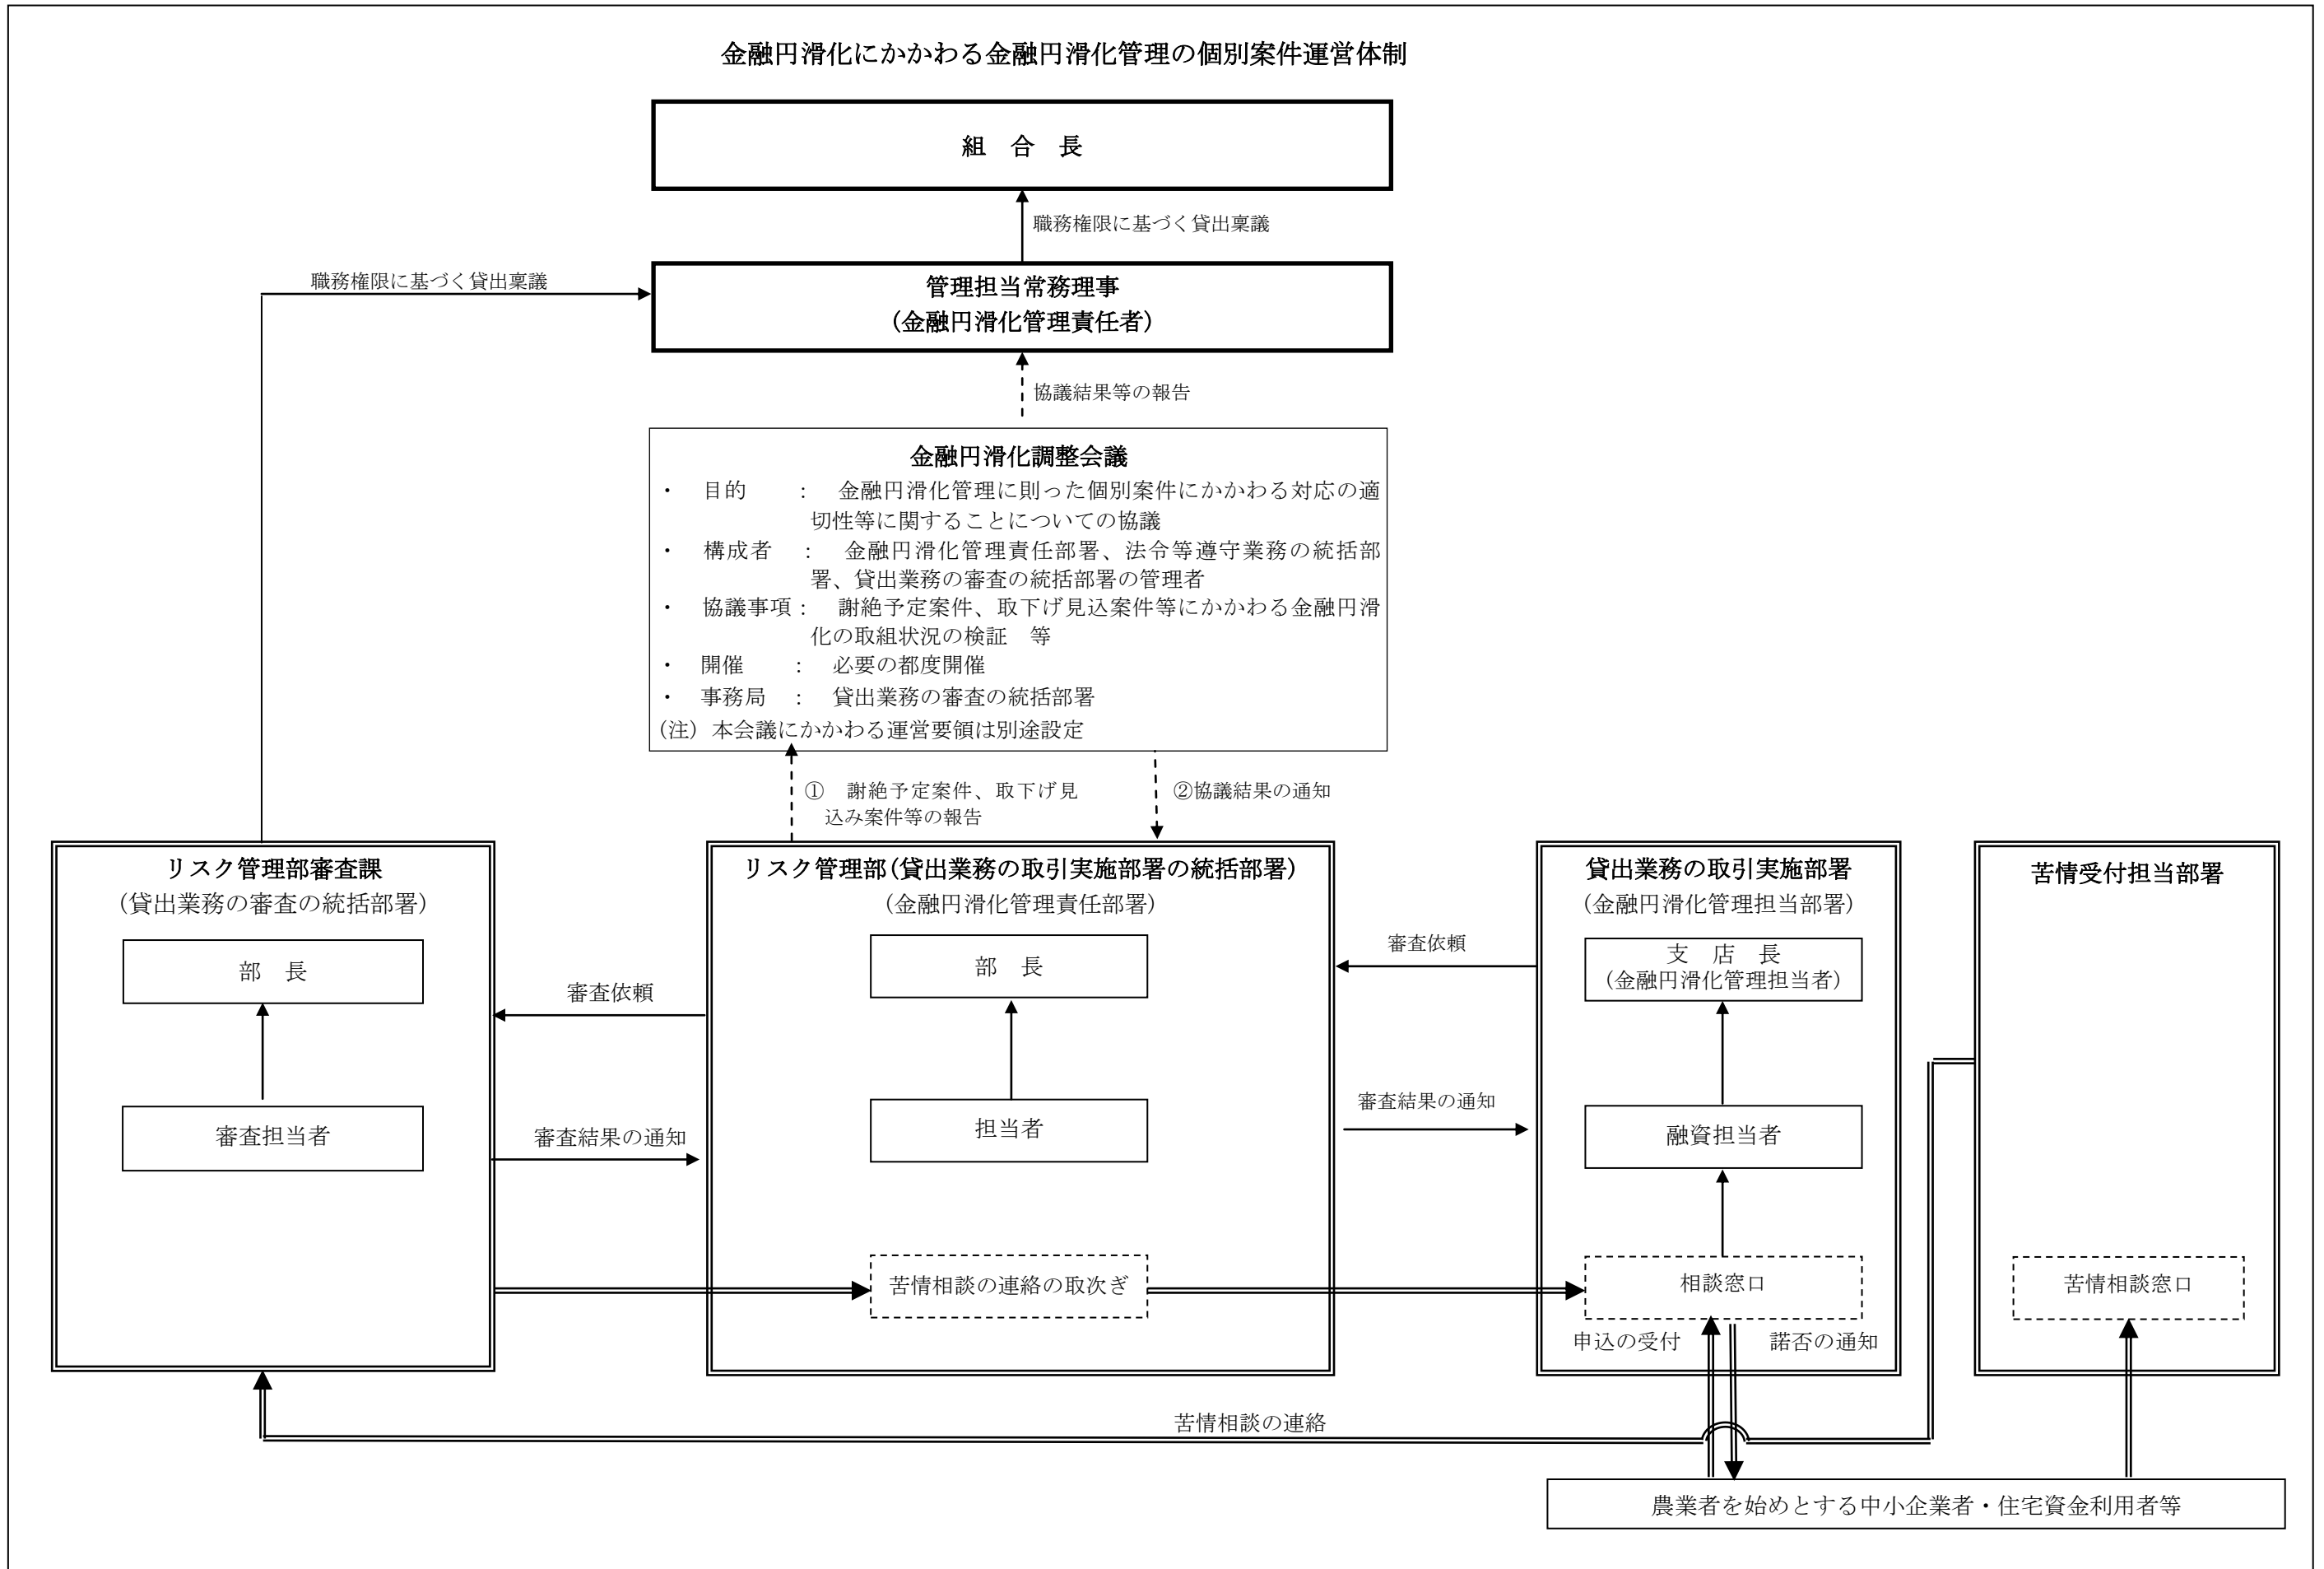 金融円滑化にかかわる金融円滑化管理の個別案件運営体制
組　合　長
職務権限に基づく貸出稟議
職務権限に基づく貸出稟議
管理担当常務理事
(金融円滑化管理責任者)
協議結果等の報告
金融円滑化調整会議
・　目的　　：　金融円滑化管理に則った個別案件にかかわる対応の適
切性等に関することについての協議
・　構成者　：　金融円滑化管理責任部署、法令等遵守業務の統括部
署、貸出業務の審査の統括部署の管理者
・　協議事項：　謝絶予定案件、取下げ見込案件等にかかわる金融円滑
化の取組状況の検証　等
・　開催　　：　必要の都度開催
・　事務局　：　貸出業務の審査の統括部署
(注) 本会議にかかわる運営要領は別途設定
①　謝絶予定案件、取下げ見
込み案件等の報告
②協議結果の通知
リスク管理部審査課
(貸出業務の審査の統括部署)
部　長
審査担当者
審査依頼
審査結果の通知
リスク管理部(貸出業務の取引実施部署の統括部署)
(金融円滑化管理責任部署)
部　長
担当者
苦情相談の連絡の取次ぎ
審査依頼
審査結果の通知
貸出業務の取引実施部署
(金融円滑化管理担当部署)
支　店　長
(金融円滑化管理担当者)
融資担当者
相談窓口
申込の受付
諾否の通知
苦情受付担当部署
苦情相談窓口
苦情相談の連絡
農業者を始めとする中小企業者・住宅資金利用者等